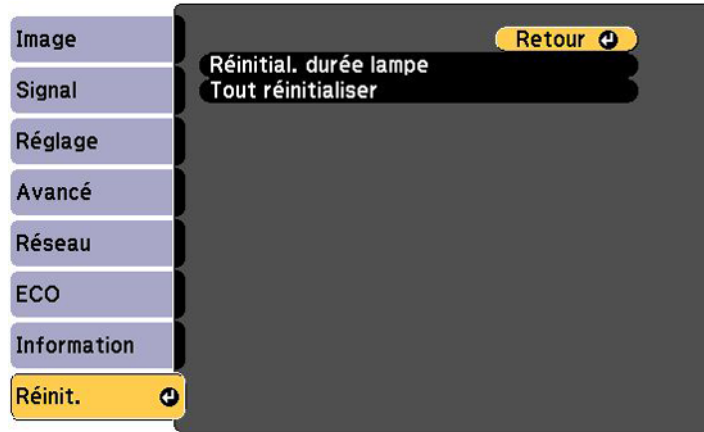 Image
Signal
Réglage
Avancé
Réseau
ECO
Information
Réinit.
Retour
Réinitial. durée lampe
Tout réinitialiser